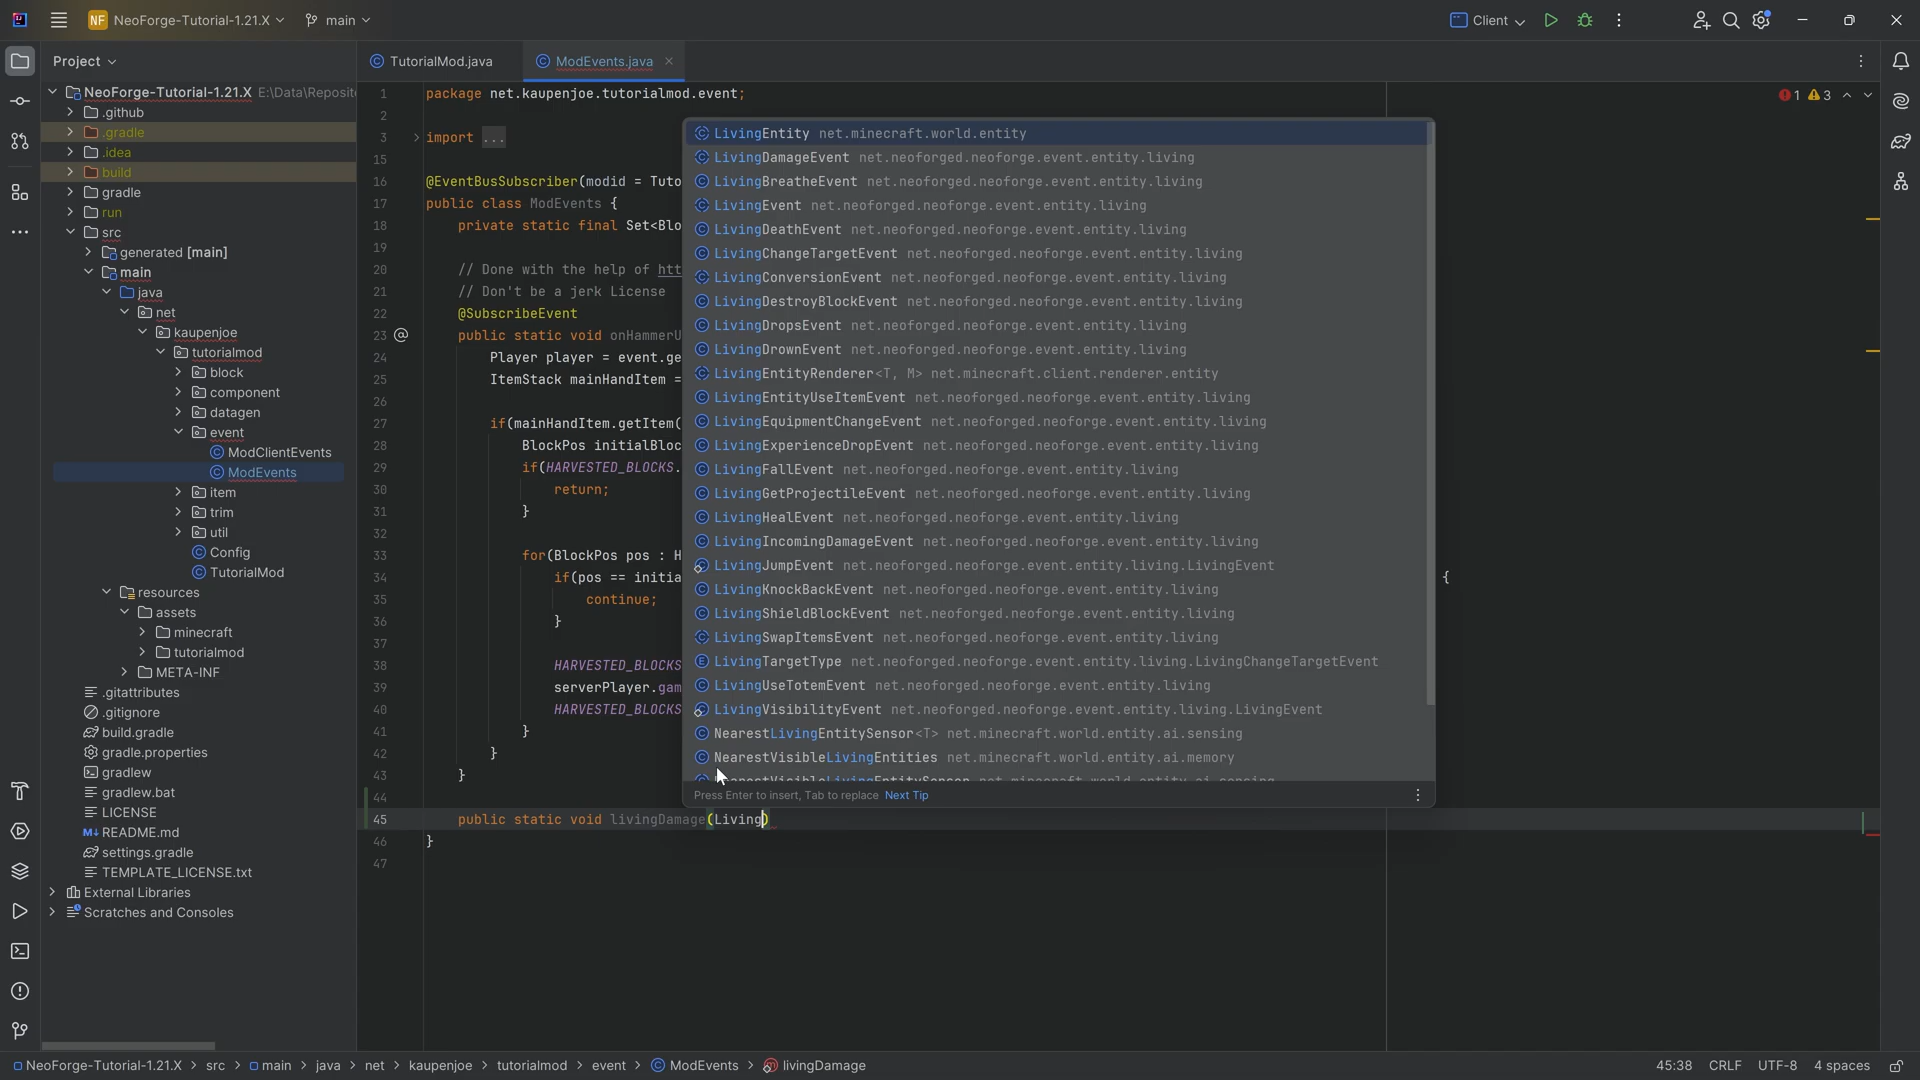 NF NeoForge-Tutorial-1.21.X main Client
Project
TutorialMod.java ModEvents.java
NeoForge-Tutorial-1.21.X E:\Data\Reposit
.github
.gradle
.idea
build
gradle
run
src
generated [main]
main
java
net
kaupenjoe
tutorialmod
block
component
datagen
event
ModClientEvents
ModEvents
item
trim
util
Config
TutorialMod
resources
assets
minecraft
tutorialmod
META-INF
.gitattributes
.gitignore
build.gradle
gradle.properties
gradlew
gradlew.bat
LICENSE
README.md
settings.gradle
TEMPLATE_LICENSE.txt
External Libraries
Scratches and Consoles
1 package net.kaupenjoe.tutorialmod.event; 1 3
2
3 import ...
15
16 @EventBusSubscriber(modid = Tuto
17 public class ModEvents {
18 private static final Set<Blo
19
20 // Done with the help of htt
21 // Don't be a jerk License
22 @SubscribeEvent
23 public static void onHammerU
24 Player player = event.ge
25 ItemStack mainHandItem =
26
27 if(mainHandItem.getItem(
28 BlockPos initialBloc
29 if(HARVESTED_BLOCKS.
30 return;
31 }
32
33 for(BlockPos pos : H
34 if(pos == initia {
35 continue;
36 }
37
38 HARVESTED_BLOCKS
39 serverPlayer.gam
40 HARVESTED_BLOCKS
41 }
42 }
43 }
44
45 public static void livingDamage(Living)
46 }
47
LivingEntity net.minecraft.world.entity
LivingDamageEvent net.neoforged.neoforge.event.entity.living
LivingBreatheEvent net.neoforged.neoforge.event.entity.living
LivingEvent net.neoforged.neoforge.event.entity.living
LivingDeathEvent net.neoforged.neoforge.event.entity.living
LivingChangeTargetEvent net.neoforged.neoforge.event.entity.living
LivingConversionEvent net.neoforged.neoforge.event.entity.living
LivingDestroyBlockEvent net.neoforged.neoforge.event.entity.living
LivingDropsEvent net.neoforged.neoforge.event.entity.living
LivingDrownEvent net.neoforged.neoforge.event.entity.living
LivingEntityRenderer<T, M> net.minecraft.client.renderer.entity
LivingEntityUseItemEvent net.neoforged.neoforge.event.entity.living
LivingEquipmentChangeEvent net.neoforged.neoforge.event.entity.living
LivingExperienceDropEvent net.neoforged.neoforge.event.entity.living
LivingFallEvent net.neoforged.neoforge.event.entity.living
LivingGetProjectileEvent net.neoforged.neoforge.event.entity.living
LivingHealEvent net.neoforged.neoforge.event.entity.living
LivingIncomingDamageEvent net.neoforged.neoforge.event.entity.living
LivingJumpEvent net.neoforged.neoforge.event.entity.living.LivingEvent
LivingKnockBackEvent net.neoforged.neoforge.event.entity.living
LivingShieldBlockEvent net.neoforged.neoforge.event.entity.living
LivingSwapItemsEvent net.neoforged.neoforge.event.entity.living
LivingTargetType net.neoforged.neoforge.event.entity.living.LivingChangeTargetEvent
LivingUseTotemEvent net.neoforged.neoforge.event.entity.living
LivingVisibilityEvent net.neoforged.neoforge.event.entity.living.LivingEvent
NearestLivingEntitySensor<T> net.minecraft.world.entity.ai.sensing
NearestVisibleLivingEntities net.minecraft.world.entity.ai.memory
Press Enter to insert, Tab to replace Next Tip
NeoForge-Tutorial-1.21.X > src > main > java > net > kaupenjoe > tutorialmod > event > ModEvents > livingDamage 45:38 CRLF UTF-8 4 spaces